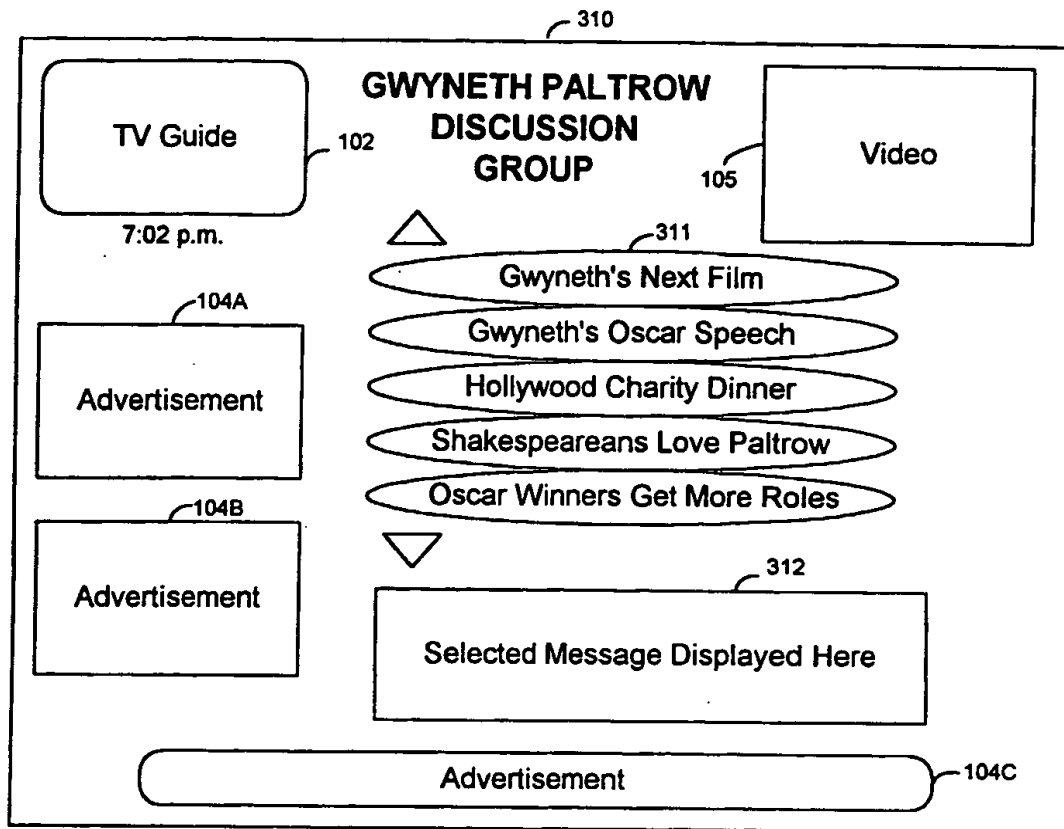 310
GWYNETH PALTROW
DISCUSSION
GROUP
TV Guide
102
7:02 p.m.
105
Video
311
Gwyneth's Next Film
Gwyneth's Oscar Speech
Hollywood Charity Dinner
Shakespeareans Love Paltrow
Oscar Winners Get More Roles
104A
Advertisement
104B
Advertisement
312
Selected Message Displayed Here
Advertisement
104C